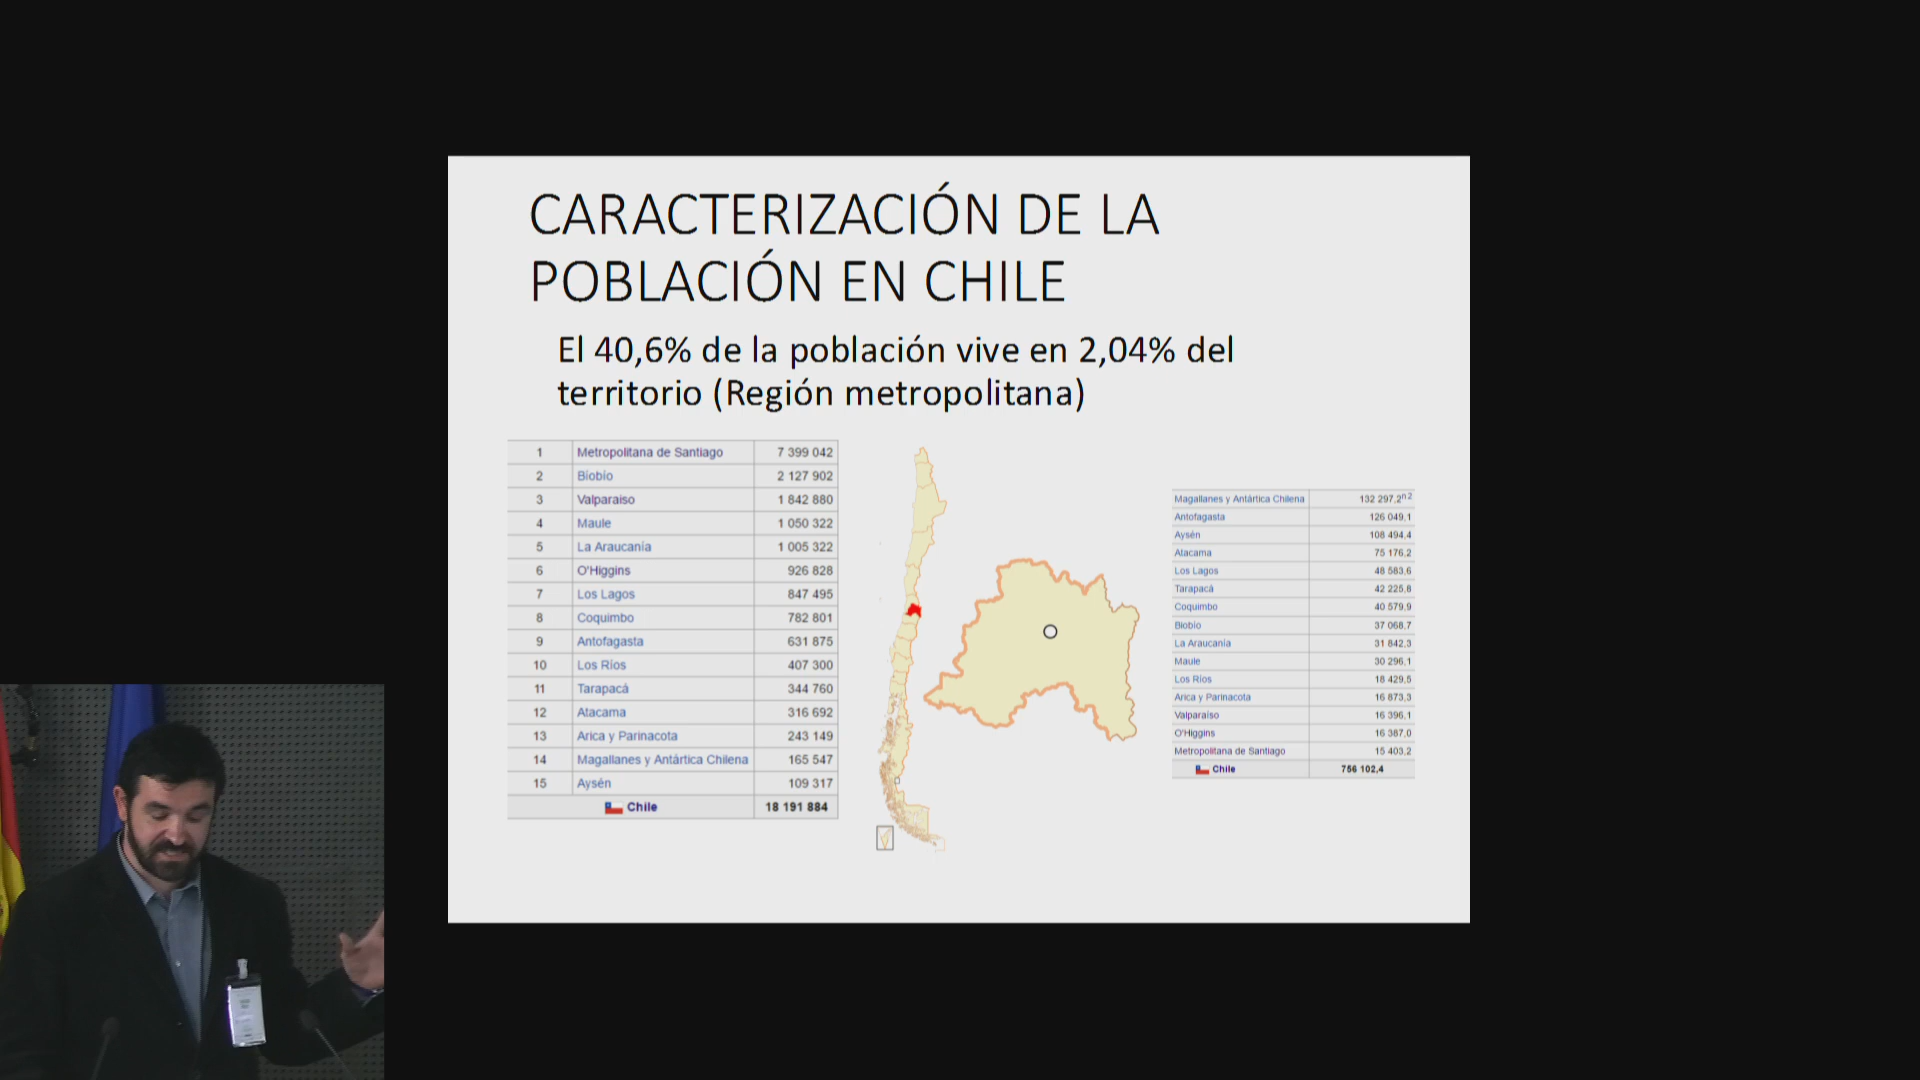 CARACTERIZACIÓN DE LA
POBLACIÓN EN CHILE
El 40,6% de la población vive en 2,04% del
territorio (Región metropolitana)
1 Metropolitana de Santiago 7 399 042
2 Biobío 2 127 902
3 Valparaíso 1 842 880
4 Maule 1 050 322
5 La Araucanía 1 005 322
6 O'Higgins 926 828
7 Los Lagos 847 495
8 Coquimbo 782 801
9 Antofagasta 631 875
10 Los Ríos 407 300
11 Tarapacá 344 760
12 Atacama 316 692
13 Arica y Parinacota 243 149
14 Magallanes y Antártica Chilena 165 547
15 Aysén 109 317
Chile 18 191 884
Magallanes y Antártica Chilena 132 297,2 n 2
Antofagasta 126 049,1
Aysén 108 494,4
Atacama 75 176,2
Los Lagos 48 583,6
Tarapacá 42 225,8
Coquimbo 40 579,9
Biobío 37 068,7
La Araucanía 31 842,3
Maule 30 296,1
Los Ríos 18 429,5
Arica y Parinacota 16 873,3
Valparaíso 16 396,1
O'Higgins 16 387,0
Metropolitana de Santiago 15 403,2
Chile 756 102,4